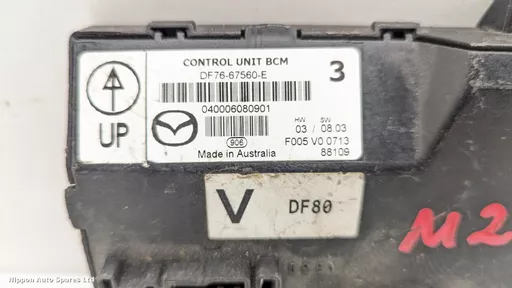 CONTROL UNIT BCM
DF76-67560-E
3
040006080901
UP
HW SW
03 / 08.03
906
F005 V0 0713
Made in Australia
88109
V DF80
M2
Nippon Auto Spares Ltd